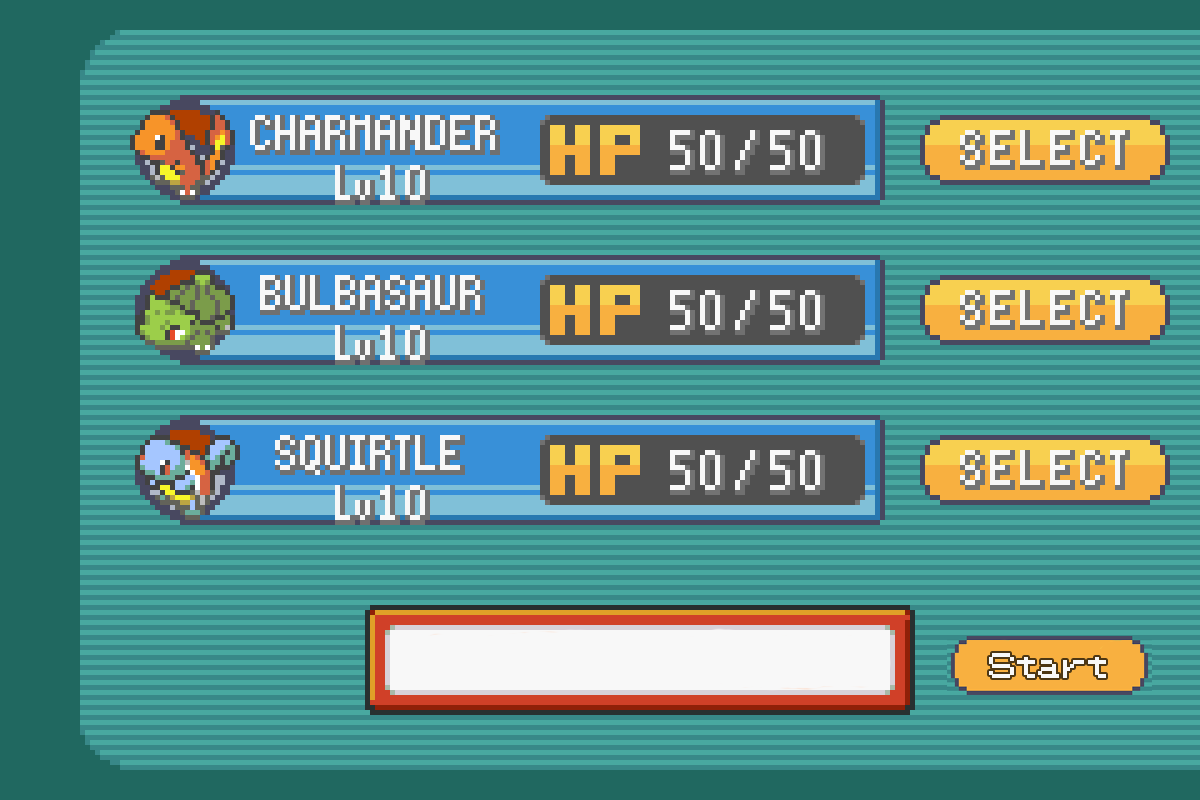 CHARMANDER
Lv10
HP 50/50
SELECT
BULBASAUR
Lv10
HP 50/50
SELECT
SQUIRTLE
Lv10
HP 50/50
SELECT
Start